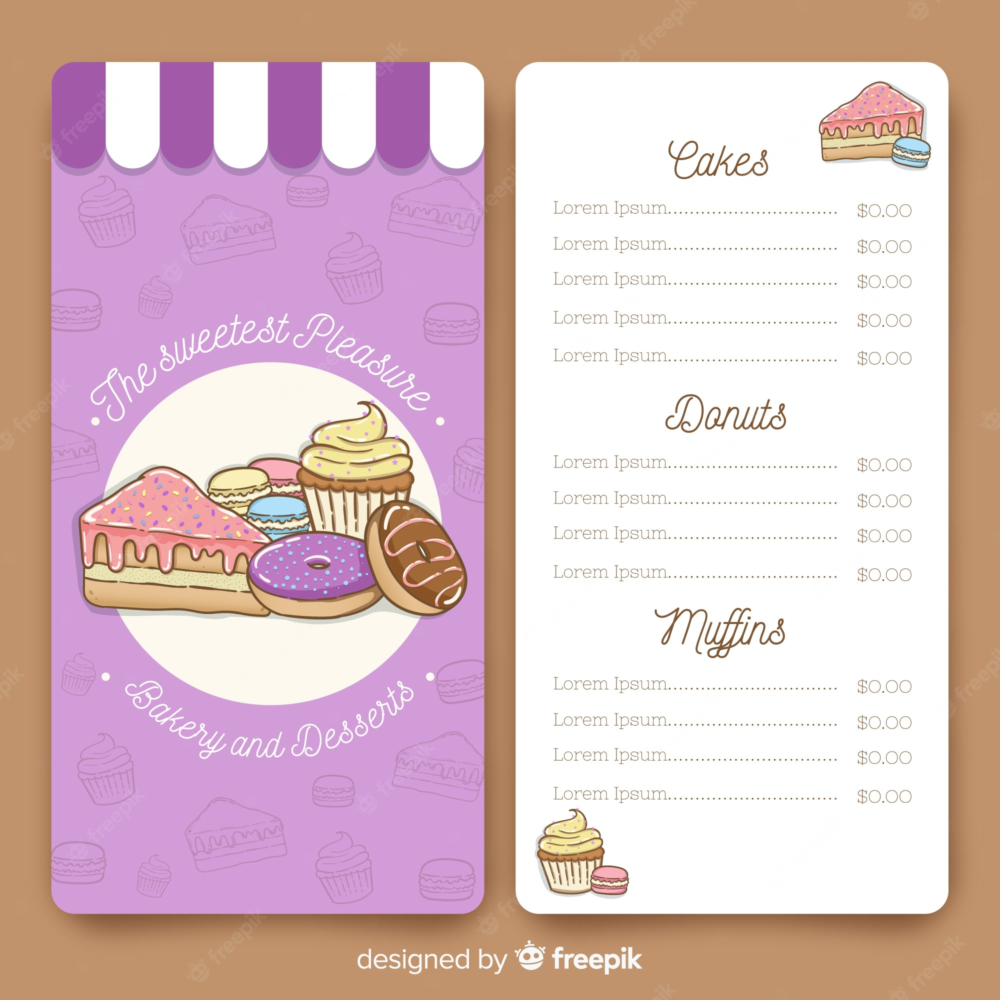 The sweetest Pleasure
Bakery and Desserts
Cakes
Lorem Ipsum.............................. $0.00
Lorem Ipsum.............................. $0.00
Lorem Ipsum.............................. $0.00
Lorem Ipsum.............................. $0.00
Lorem Ipsum.............................. $0.00
Donuts
Lorem Ipsum.............................. $0.00
Lorem Ipsum.............................. $0.00
Lorem Ipsum.............................. $0.00
Lorem Ipsum.............................. $0.00
Muffins
Lorem Ipsum.............................. $0.00
Lorem Ipsum.............................. $0.00
Lorem Ipsum.............................. $0.00
Lorem Ipsum.............................. $0.00
designed by freepik